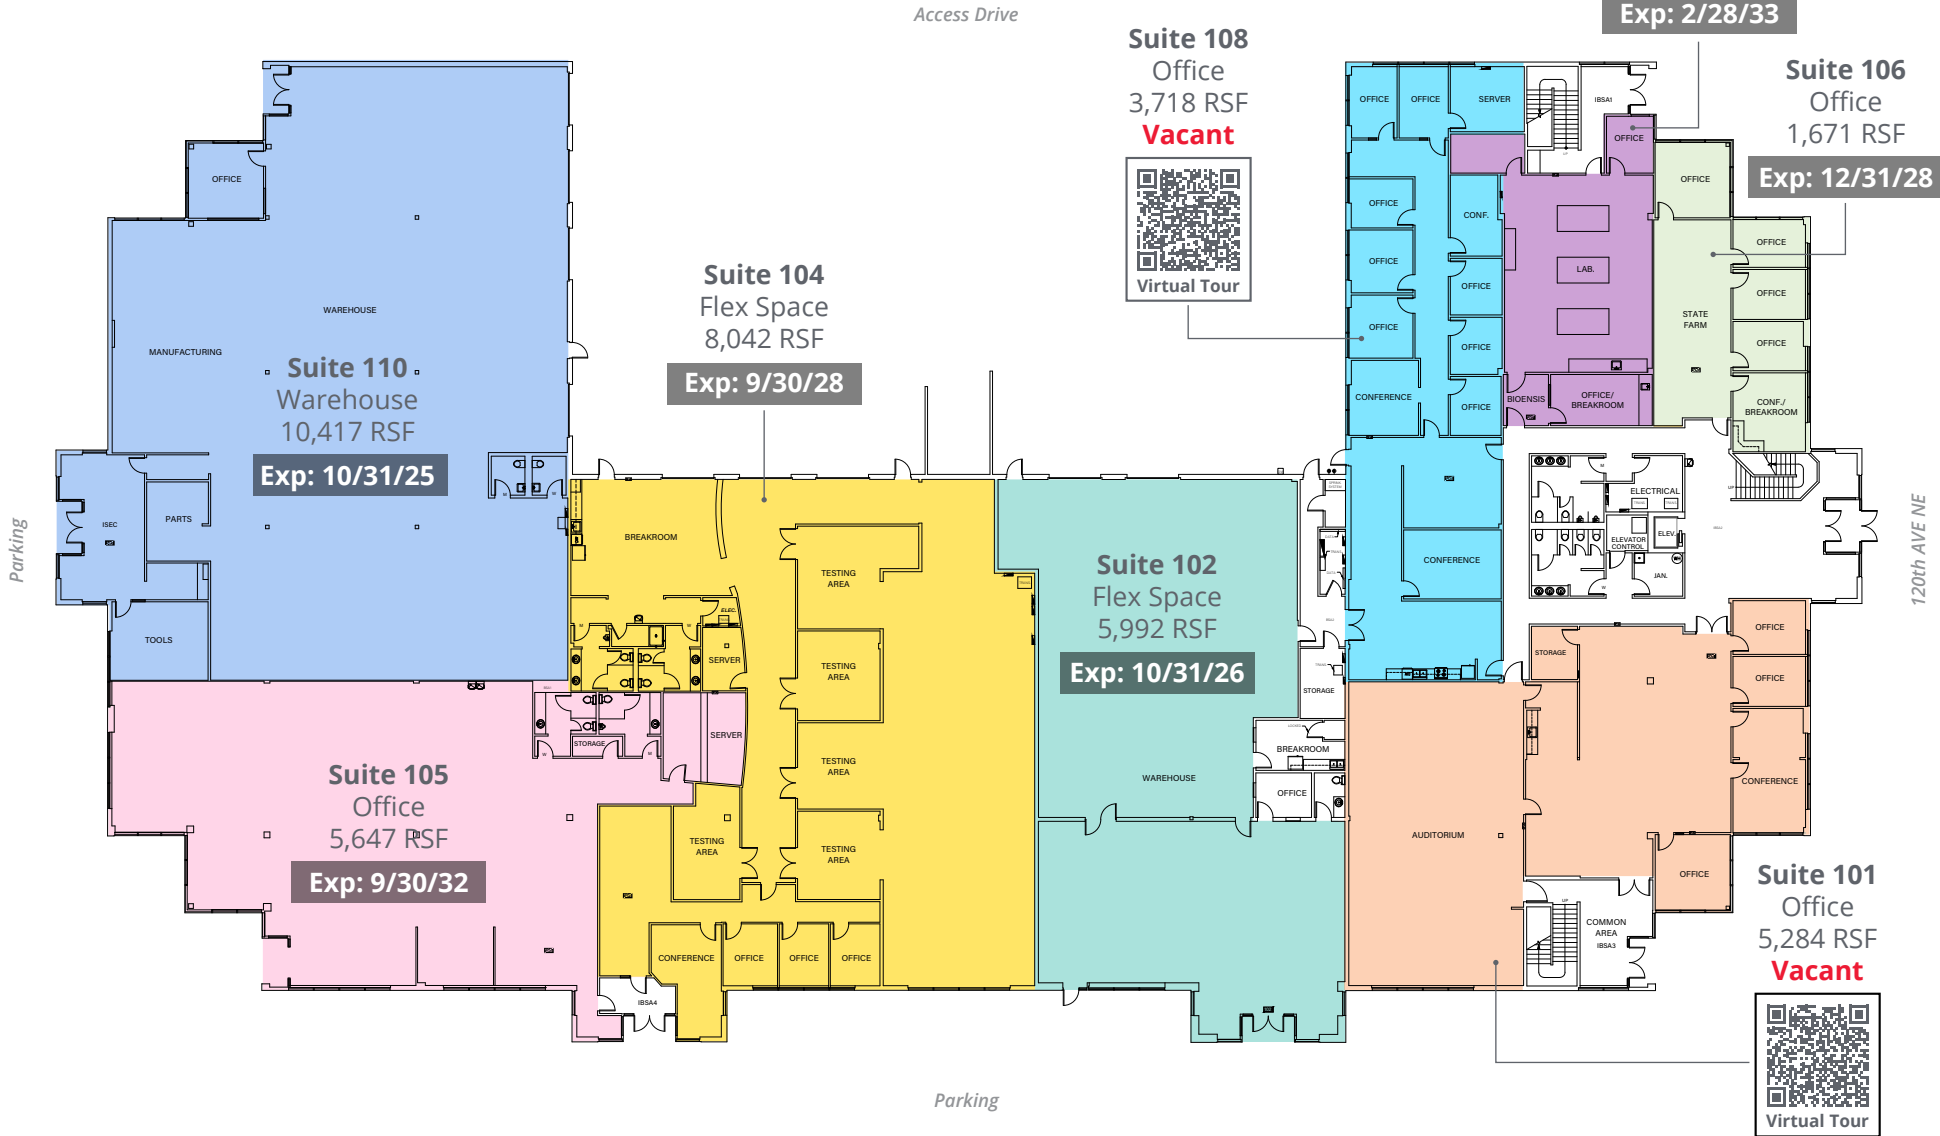 Access Drive
Exp: 2/28/33
Suite 108
Office
3,718 RSF
Vacant
Virtual Tour
Suite 106
Office
1,671 RSF
Exp: 12/31/28
OFFICE
OFFICE
SERVER
IBSA1
UP
OFFICE
OFFICE
OFFICE
CONF.
OFFICE
OFFICE
OFFICE
LAB.
OFFICE
OFFICE
OFFICE
STATE
FARM
OFFICE
OFFICE
CONFERENCE
OFFICE
BIOENSIS
OFFICE/
BREAKROOM
CONF./
BREAKROOM
OFFICE
WAREHOUSE
MANUFACTURING
Suite 110
Warehouse
10,417 RSF
Exp: 10/31/25
Suite 104
Flex Space
8,042 RSF
Exp: 9/30/28
Parking
ISEC
PARTS
TOOLS
W
M
BREAKROOM
TESTING
AREA
ELEC.
M
W
SERVER
TESTING
AREA
Suite 102
Flex Space
5,992 RSF
Exp: 10/31/26
STORAGE
CONFERENCE
M
ELECTRICAL
UP
ELEVATOR
CONTROL
ELEV.
JAN.
W
120th AVE NE
STORAGE
SERVER
W
M
TESTING
AREA
WAREHOUSE
BREAKROOM
OFFICE
STORAGE
OFFICE
OFFICE
CONFERENCE
Suite 105
Office
5,647 RSF
Exp: 9/30/32
TESTING
AREA
TESTING
AREA
AUDITORIUM
OFFICE
Suite 101
Office
5,284 RSF
Vacant
Virtual Tour
CONFERENCE
OFFICE
OFFICE
OFFICE
IBSA4
UP
COMMON
AREA
IBSA3
Parking